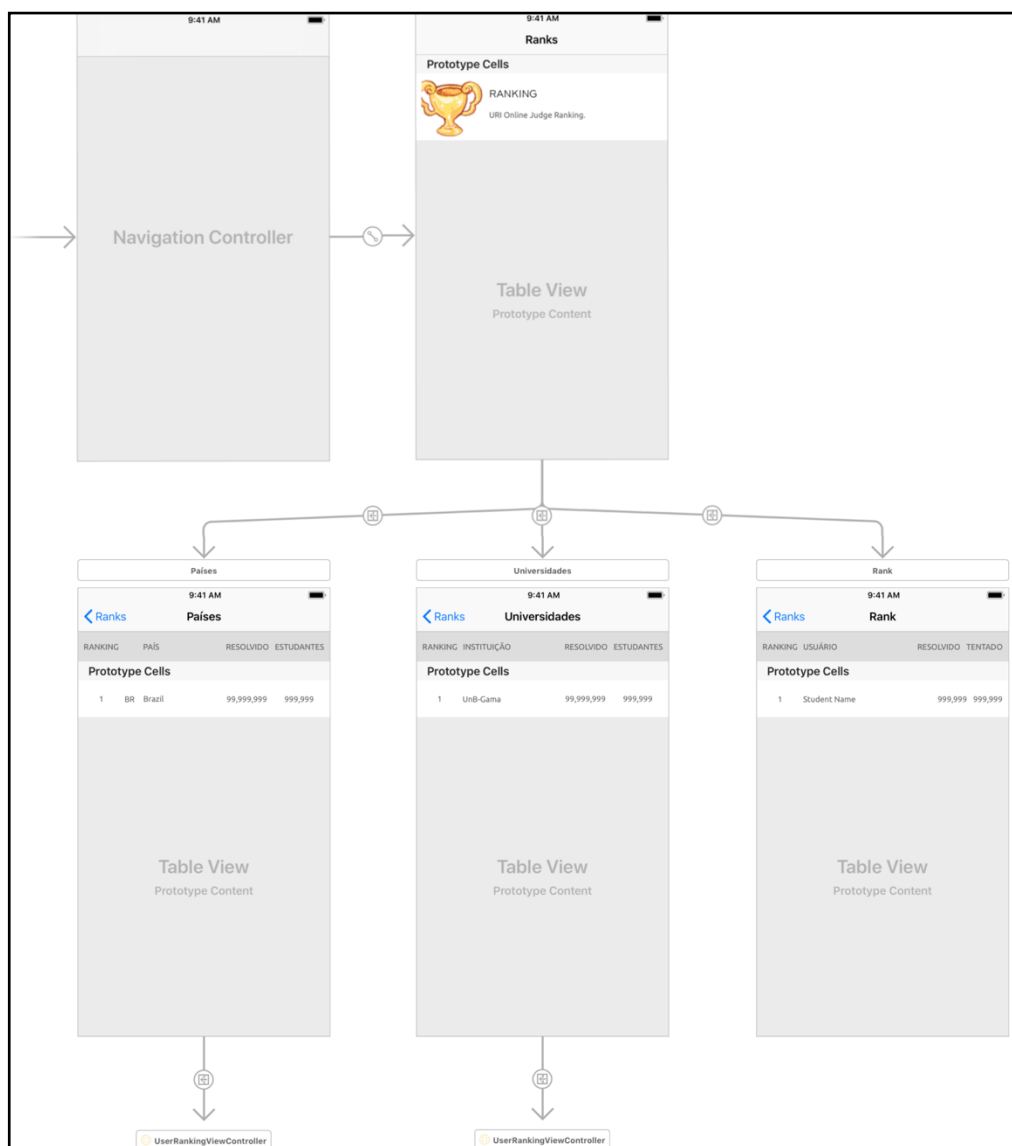 9:41 AM
Navigation Controller
9:41 AM
Ranks
Prototype Cells
RANKING
URI Online Judge Ranking.
Table View
Prototype Content
Países
9:41 AM
Ranks
Países
RANKING PAÍS RESOLVIDO ESTUDANTES
Prototype Cells
1 BR Brazil 99,999,999 999,999
Table View
Prototype Content
UserRankingViewController
Universidades
9:41 AM
Ranks
Universidades
RANKING INSTITUIÇÃO RESOLVIDO ESTUDANTES
Prototype Cells
1 UnB-Gama 99,999,999 999,999
Table View
Prototype Content
UserRankingViewController
Rank
9:41 AM
Ranks
Rank
RANKING USUÁRIO RESOLVIDO TENTADO
Prototype Cells
1 Student Name 999,999 999,999
Table View
Prototype Content